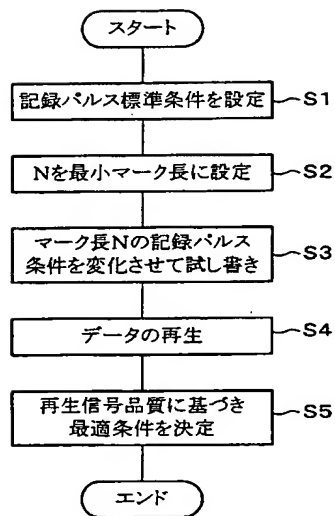 スタート
記録パルス標準条件を設定
S1
Nを最小マーク長に設定
S2
マーク長Nの記録パルス
条件を変化させて試し書き
S3
データの再生
S4
再生信号品質に基づき
最適条件を決定
S5
エンド